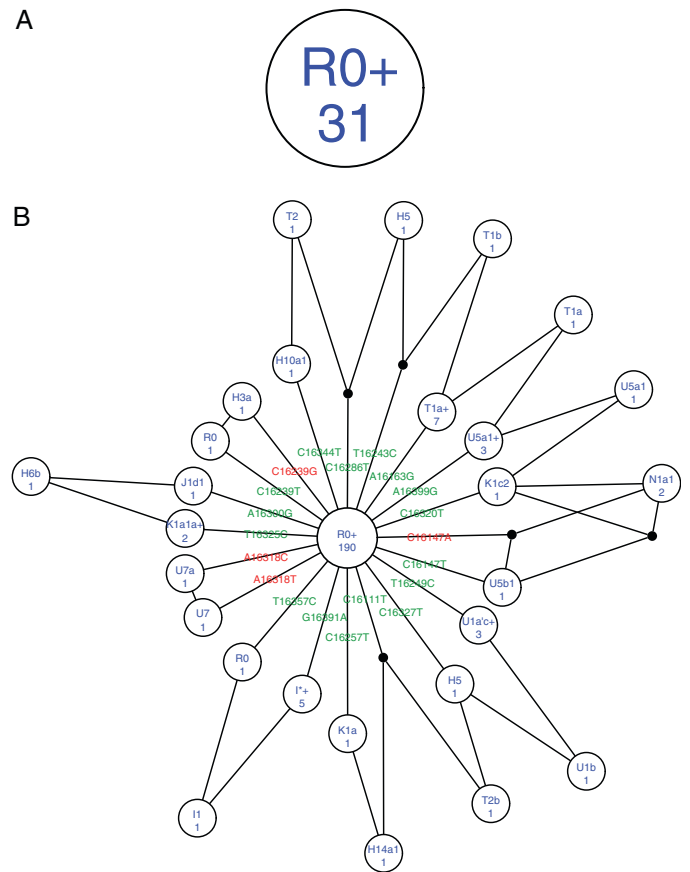 A
R0+
31
B
T2
1
H5
1
T1b
1
T1a
1
U5a1
1
H10a1
1
H3a
1
T1a+
7
R0
1
U5a1+
3
C16344T
T16243C
C16286T
C16239G
A16163G
H6b
1
J1d1
1
C16239T
A16399G
K1c2
1
N1a1
2
A16300G
C16320T
K1a1a+
2
T16325C
R0+
190
C16147A
A16318C
U7a
1
C16147T
U5b1
1
A16318T
T16249C
U7
1
T16357C
C16111T
C16327T
U1a'c+
3
G16391A
C16257T
R0
1
I*+
5
H5
1
K1a
1
U1b
1
I1
1
T2b
1
H14a1
1